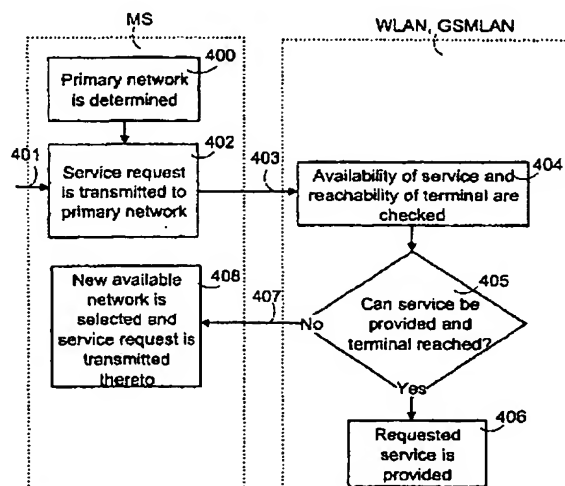 MS
WLAN, GSMLAN
400
Primary network
is determined
401
402
Service request
is transmitted to
primary network
403
404
Availability of service and
reachability of terminal are
checked
405
Can service be
provided and
terminal reached?
No
Yes
407
408
New available
network is
selected and
service request is
transmitted
thereto
406
Requested
service is
provided